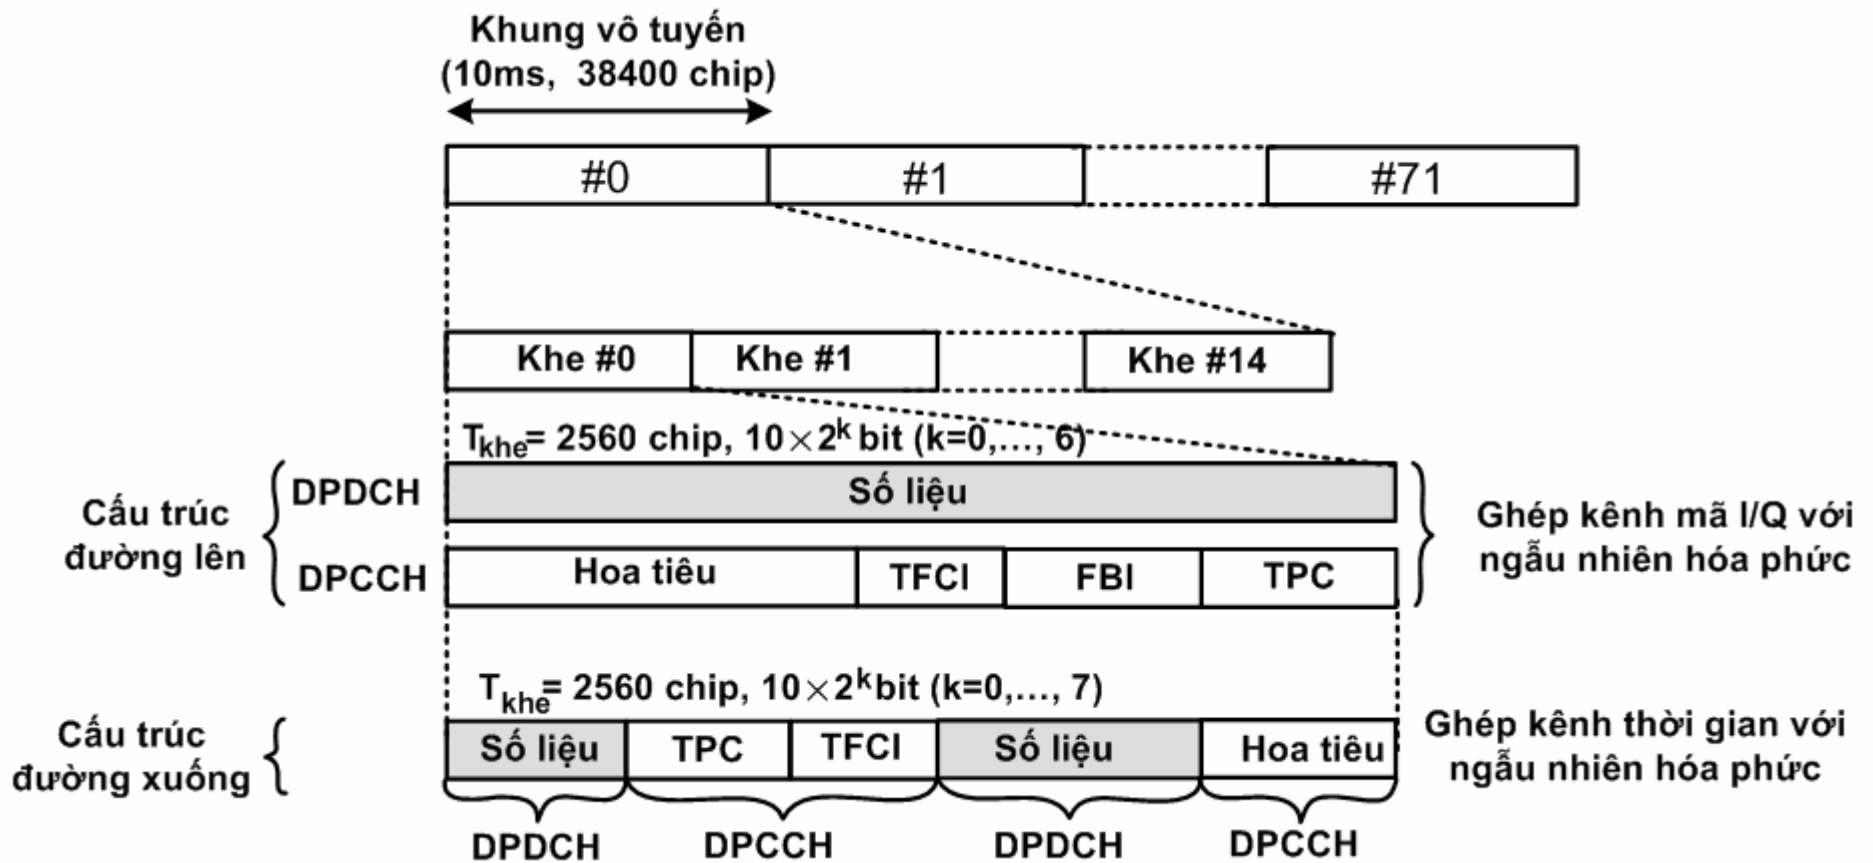 Khung vô tuyến
(10ms, 38400 chip)
#0 #1 #71
Khe #0 Khe #1 Khe #14
Tkhe= 2560 chip, 10×2^k bit (k=0,..., 6)
Cấu trúc
đường lên
DPDCH
Số liệu
DPCCH
Hoa tiêu TFCI FBI TPC
Ghép kênh mã I/Q với
ngẫu nhiên hóa phức
Tkhe= 2560 chip, 10×2^k bit (k=0,..., 7)
Cấu trúc
đường xuống
Số liệu TPC TFCI Số liệu Hoa tiêu
Ghép kênh thời gian với
ngẫu nhiên hóa phức
DPDCH DPCCH DPDCH DPCCH